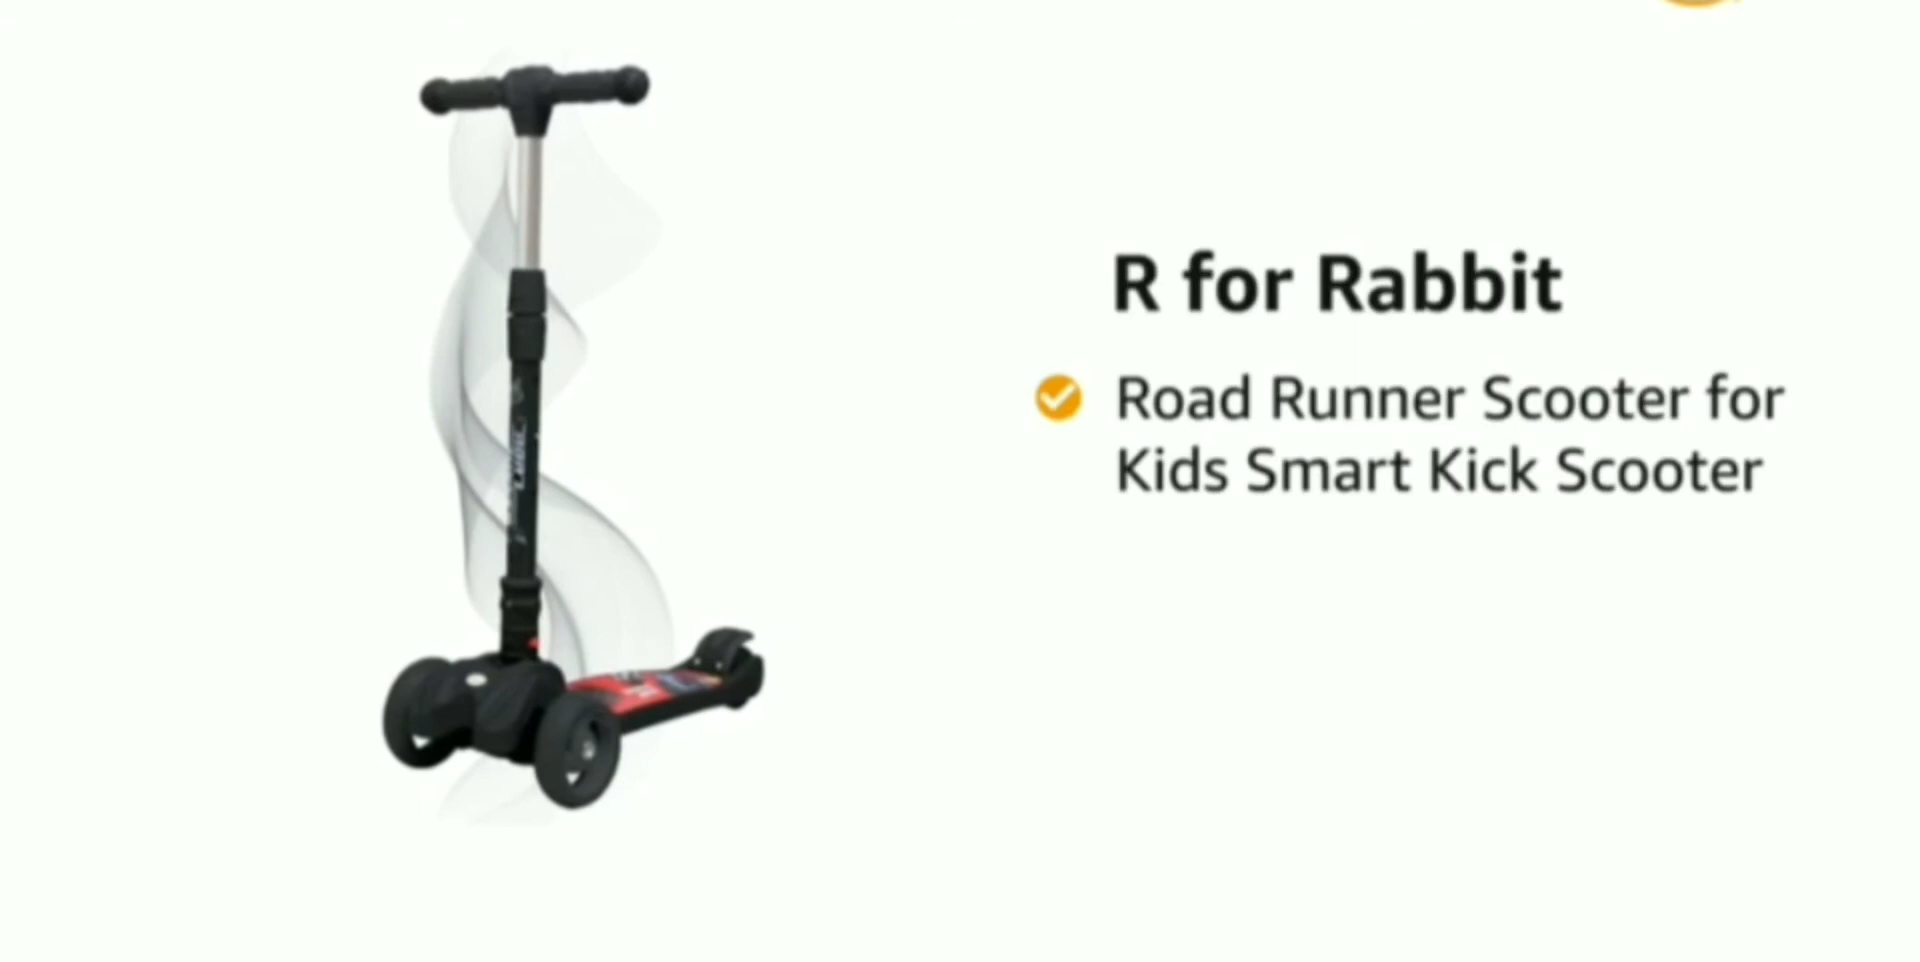 R for Rabbit
Road Runner Scooter for
Kids Smart Kick Scooter